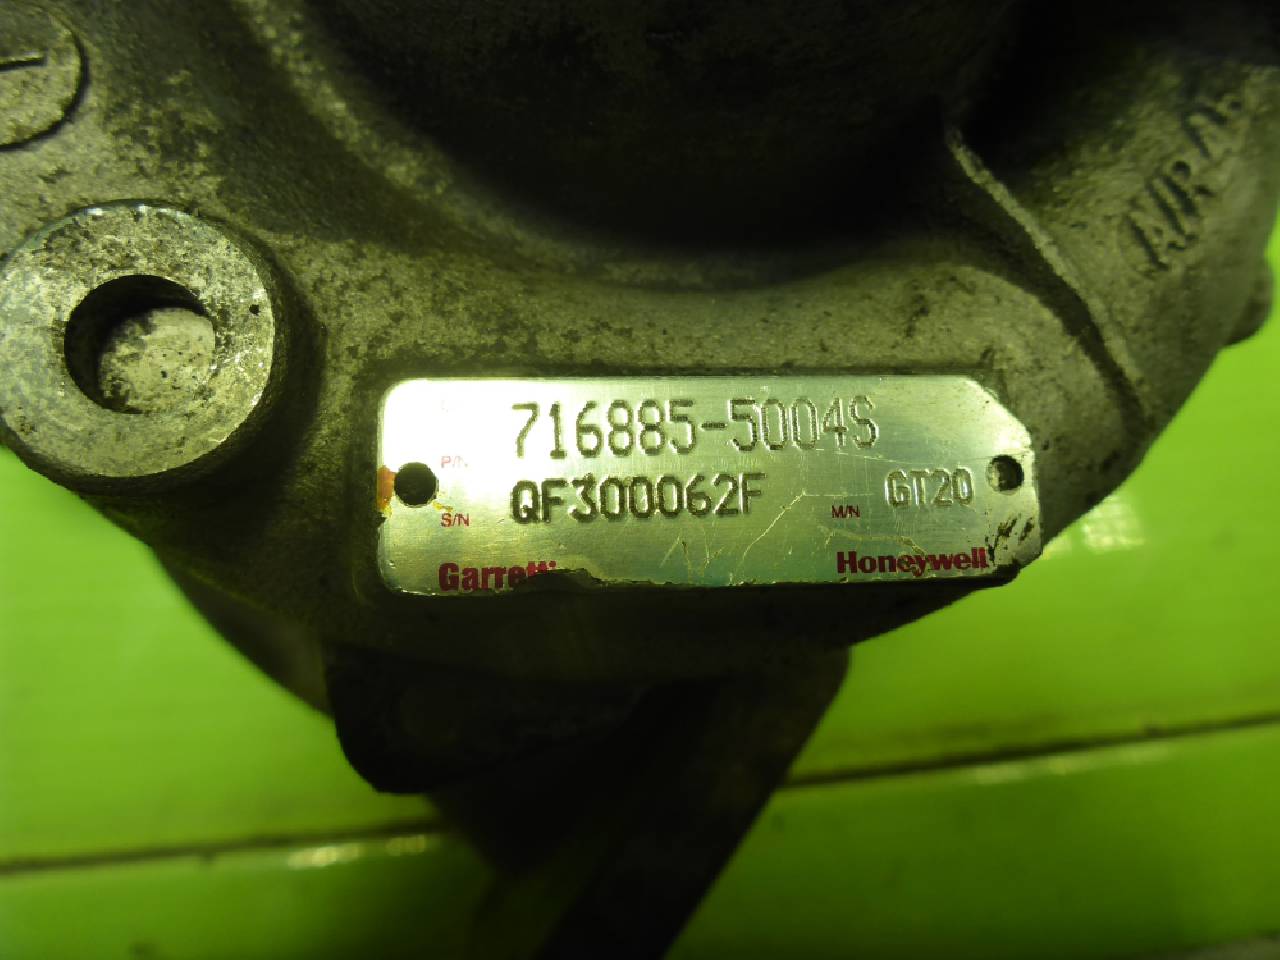 716885-5004S
P/N
QF300062F
S/N
M/N GT20
Garrett
Honeywell
A/R